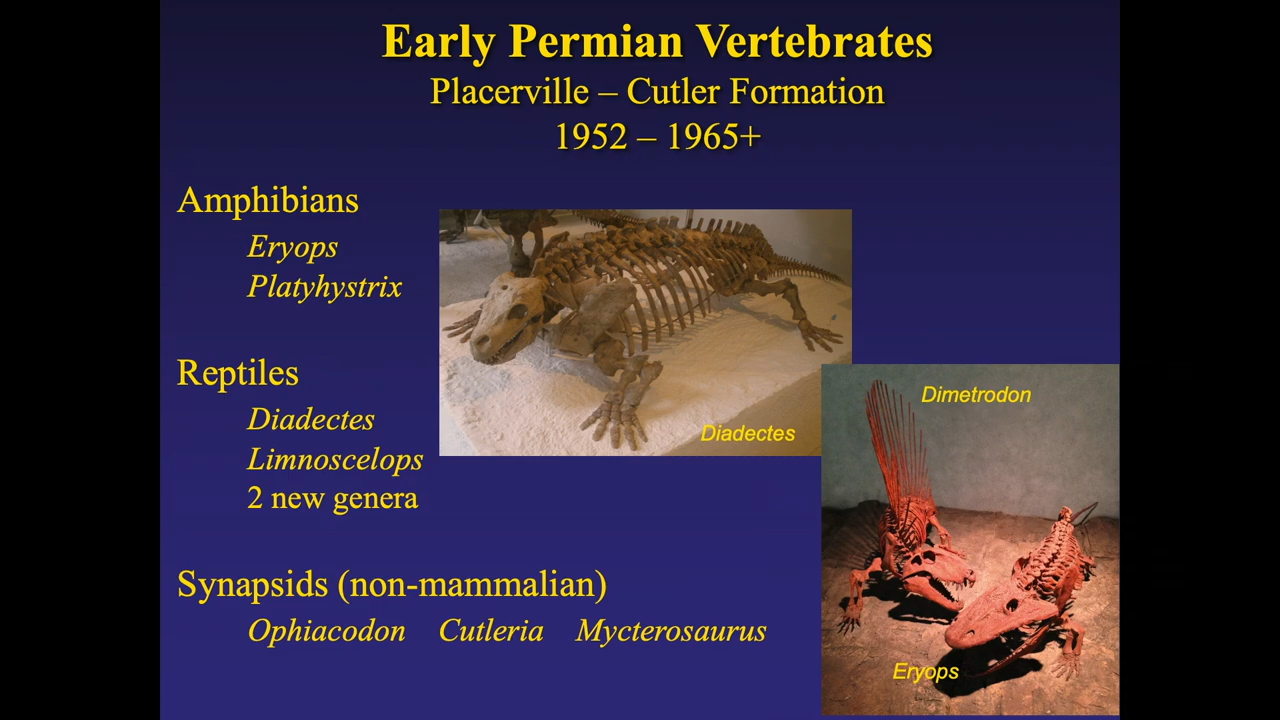 Early Permian Vertebrates
Placerville – Cutler Formation
1952 – 1965+
Amphibians
Eryops
Platyhystrix
Reptiles
Diadectes
Limnoscelops
2 new genera
Synapsids (non-mammalian)
Ophiacodon Cutleria Mycterosaurus
Diadectes
Dimetrodon
Eryops